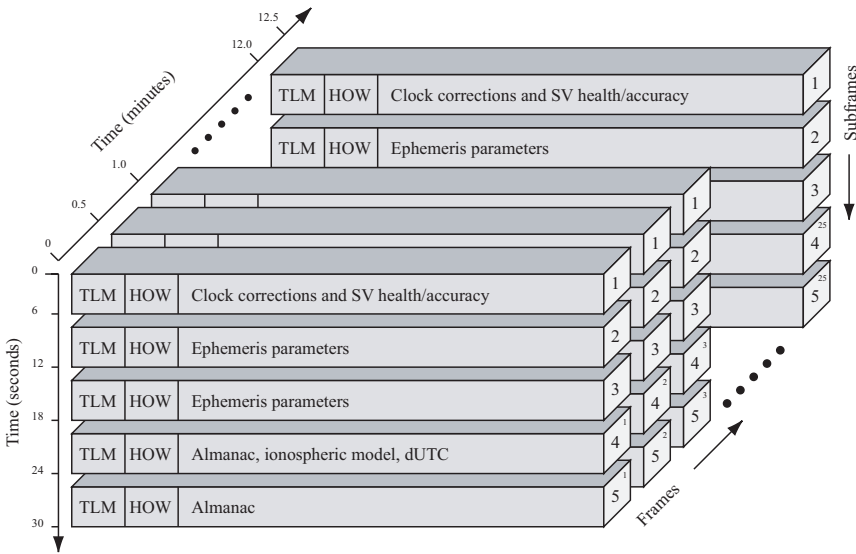 12.5
12.0
Time (minutes)
1.0
0.5
0
TLM HOW Clock corrections and SV health/accuracy 1
TLM HOW Ephemeris parameters 2
3
4 25
5 25
Subframes
1
2
3
4 3
5 3
1
2
3
4 2
5 2
0
6
12
18
24
30
Time (seconds)
TLM HOW Clock corrections and SV health/accuracy 1
TLM HOW Ephemeris parameters 2
TLM HOW Ephemeris parameters 3
TLM HOW Almanac, ionospheric model, dUTC 4 1
TLM HOW Almanac 5 1
Frames